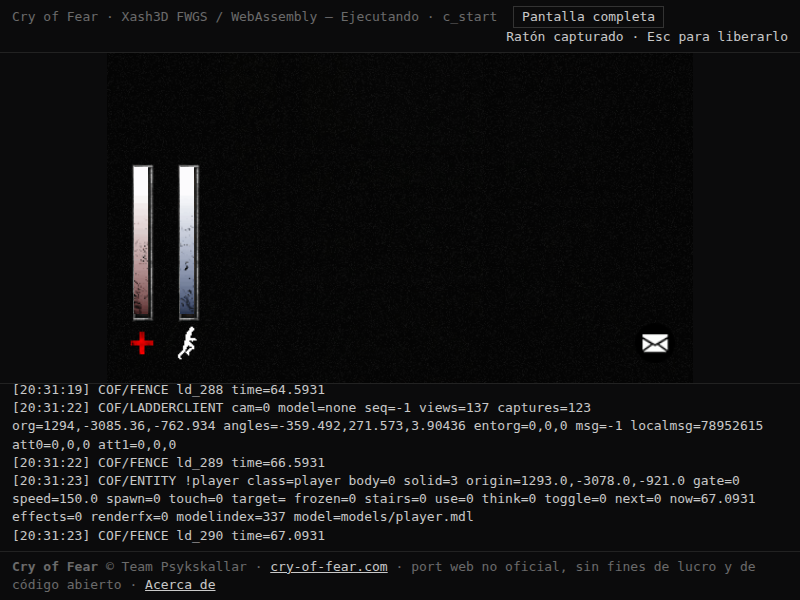 Cry of Fear · Xash3D FWGS / WebAssembly — Ejecutando · c_start
Pantalla completa
Ratón capturado · Esc para liberarlo
[20:31:19] COF/FENCE ld_288 time=64.5931
[20:31:22] COF/LADDERCLIENT cam=0 model=none seq=-1 views=137 captures=123
org=1294,-3085.36,-762.934 angles=-359.492,271.573,3.90436 entorg=0,0,0 msg=-1 localmsg=78952615
att0=0,0,0 att1=0,0,0
[20:31:22] COF/FENCE ld_289 time=66.5931
[20:31:23] COF/ENTITY !player class=player body=0 solid=3 origin=1293.0,-3078.0,-921.0 gate=0
speed=150.0 spawn=0 touch=0 target= frozen=0 stairs=0 use=0 think=0 toggle=0 next=0 now=67.0931
effects=0 renderfx=0 modelindex=337 model=models/player.mdl
[20:31:23] COF/FENCE ld_290 time=67.0931
Cry of Fear © Team Psyskallar · cry-of-fear.com · port web no oficial, sin fines de lucro y de
código abierto · Acerca de